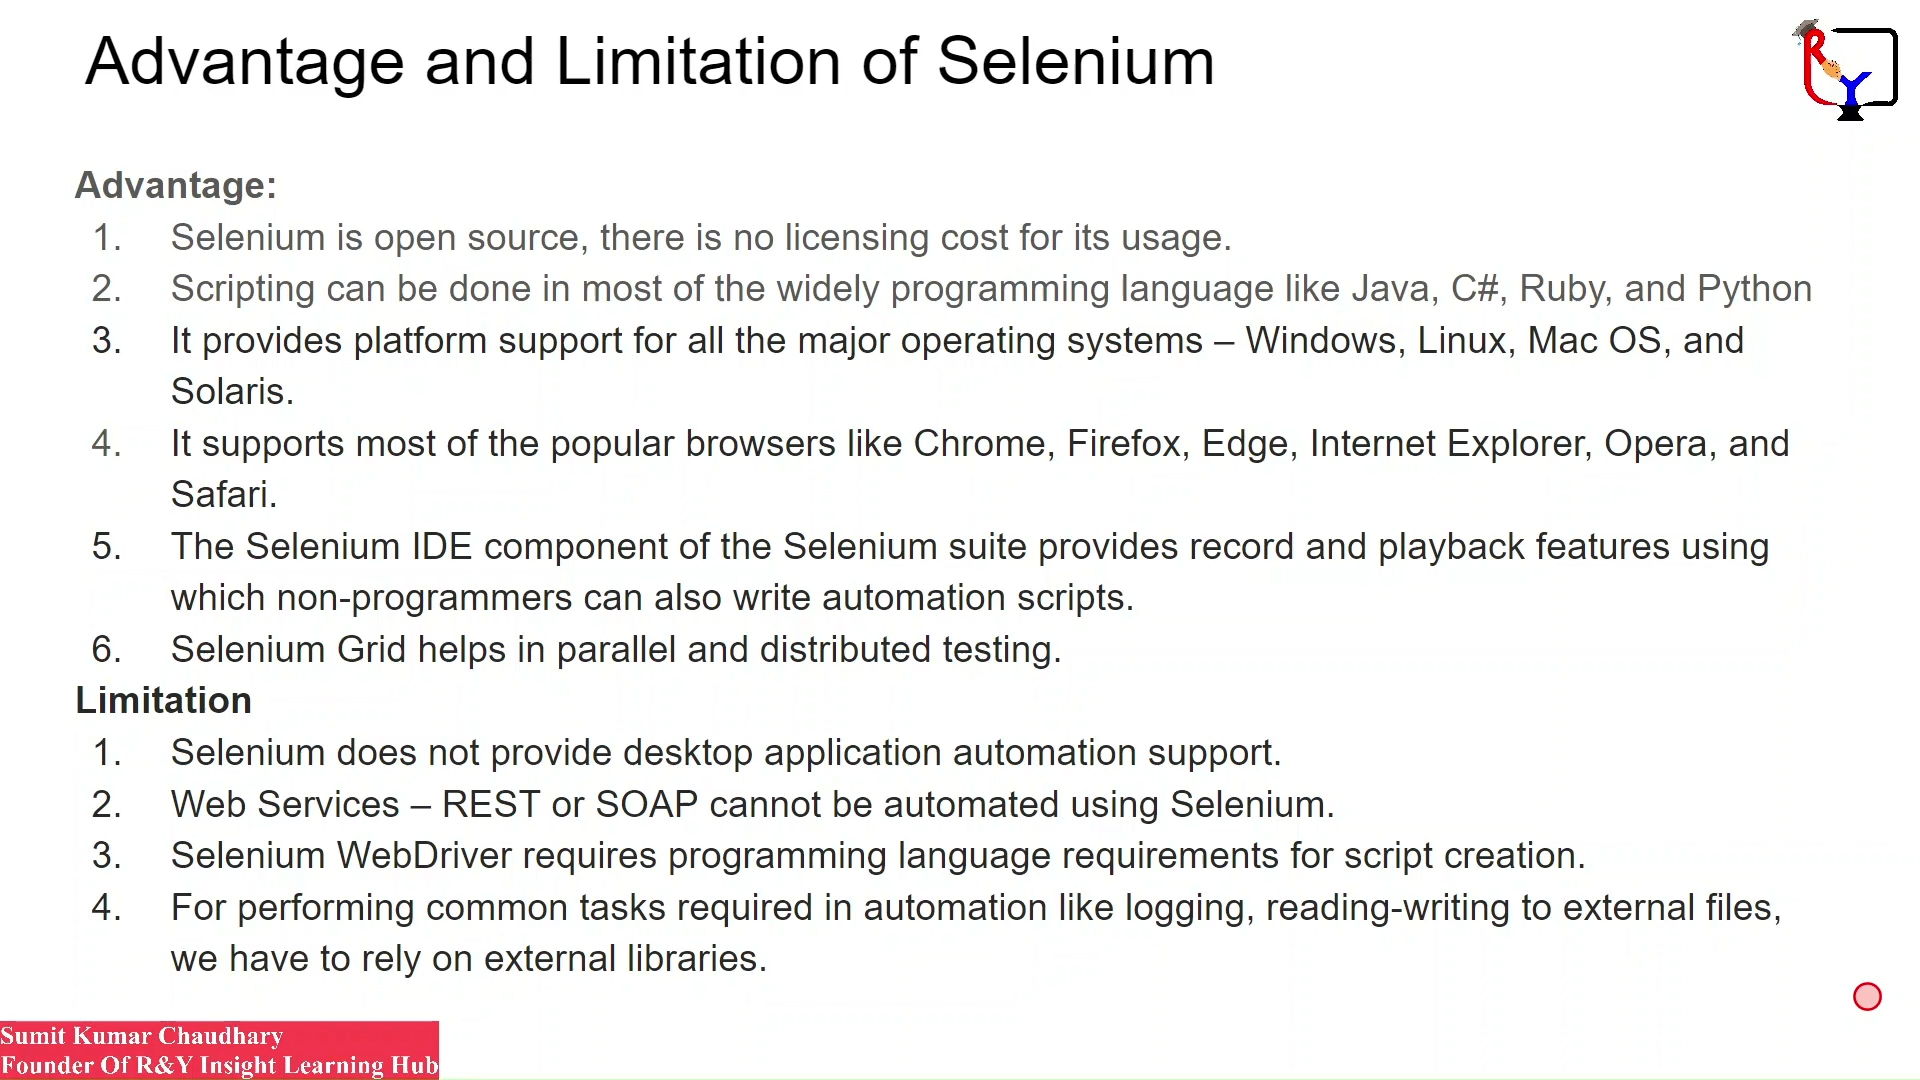 Advantage and Limitation of Selenium
R
Y
Advantage:
1. Selenium is open source, there is no licensing cost for its usage.
2. Scripting can be done in most of the widely programming language like Java, C#, Ruby, and Python
3. It provides platform support for all the major operating systems – Windows, Linux, Mac OS, and
Solaris.
4. It supports most of the popular browsers like Chrome, Firefox, Edge, Internet Explorer, Opera, and
Safari.
5. The Selenium IDE component of the Selenium suite provides record and playback features using
which non-programmers can also write automation scripts.
6. Selenium Grid helps in parallel and distributed testing.
Limitation
1. Selenium does not provide desktop application automation support.
2. Web Services – REST or SOAP cannot be automated using Selenium.
3. Selenium WebDriver requires programming language requirements for script creation.
4. For performing common tasks required in automation like logging, reading-writing to external files,
we have to rely on external libraries.
Sumit Kumar Chaudhary
Founder Of R&Y Insight Learning Hub